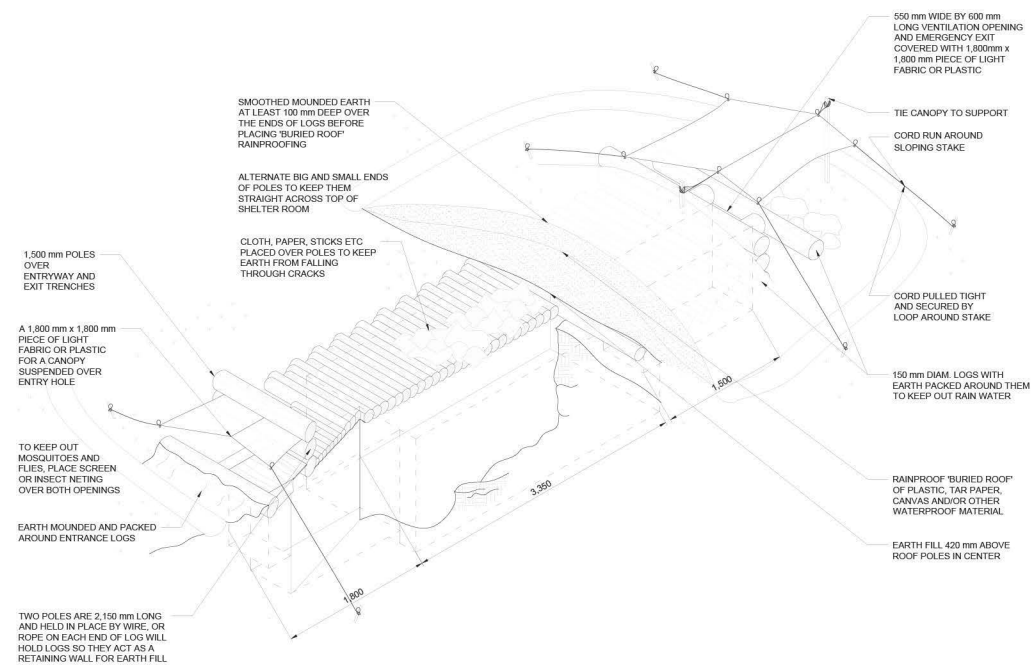 550 mm WIDE BY 600 mm
LONG VENTILATION OPENING
AND EMERGENCY EXIT
COVERED WITH 1,800mm x
1,800 mm PIECE OF LIGHT
FABRIC OR PLASTIC
TIE CANOPY TO SUPPORT
CORD RUN AROUND
SLOPING STAKE
SMOOTHED MOUNDED EARTH
AT LEAST 100 mm DEEP OVER
THE ENDS OF LOGS BEFORE
PLACING 'BURIED ROOF'
RAINPROOFING
ALTERNATE BIG AND SMALL ENDS
OF POLES TO KEEP THEM
STRAIGHT ACROSS TOP OF
SHELTER ROOM
CLOTH, PAPER, STICKS ETC
PLACED OVER POLES TO KEEP
EARTH FROM FALLING
THROUGH CRACKS
1,500 mm POLES
OVER
ENTRYWAY AND
EXIT TRENCHES
A 1,800 mm x 1,800 mm
PIECE OF LIGHT
FABRIC OR PLASTIC
FOR A CANOPY
SUSPENDED OVER
ENTRY HOLE
TO KEEP OUT
MOSQUITOES AND
FLIES, PLACE SCREEN
OR INSECT NETING
OVER BOTH OPENINGS
EARTH MOUNDED AND PACKED
AROUND ENTRANCE LOGS
TWO POLES ARE 2,150 mm LONG
AND HELD IN PLACE BY WIRE, OR
ROPE ON EACH END OF LOG WILL
HOLD LOGS SO THEY ACT AS A
RETAINING WALL FOR EARTH FILL
CORD PULLED TIGHT
AND SECURED BY
LOOP AROUND STAKE
150 mm DIAM. LOGS WITH
EARTH PACKED AROUND THEM
TO KEEP OUT RAIN WATER
RAINPROOF 'BURIED ROOF'
OF PLASTIC, TAR PAPER,
CANVAS AND/OR OTHER
WATERPROOF MATERIAL
EARTH FILL 420 mm ABOVE
ROOF POLES IN CENTER
1,500
3,350
1,800